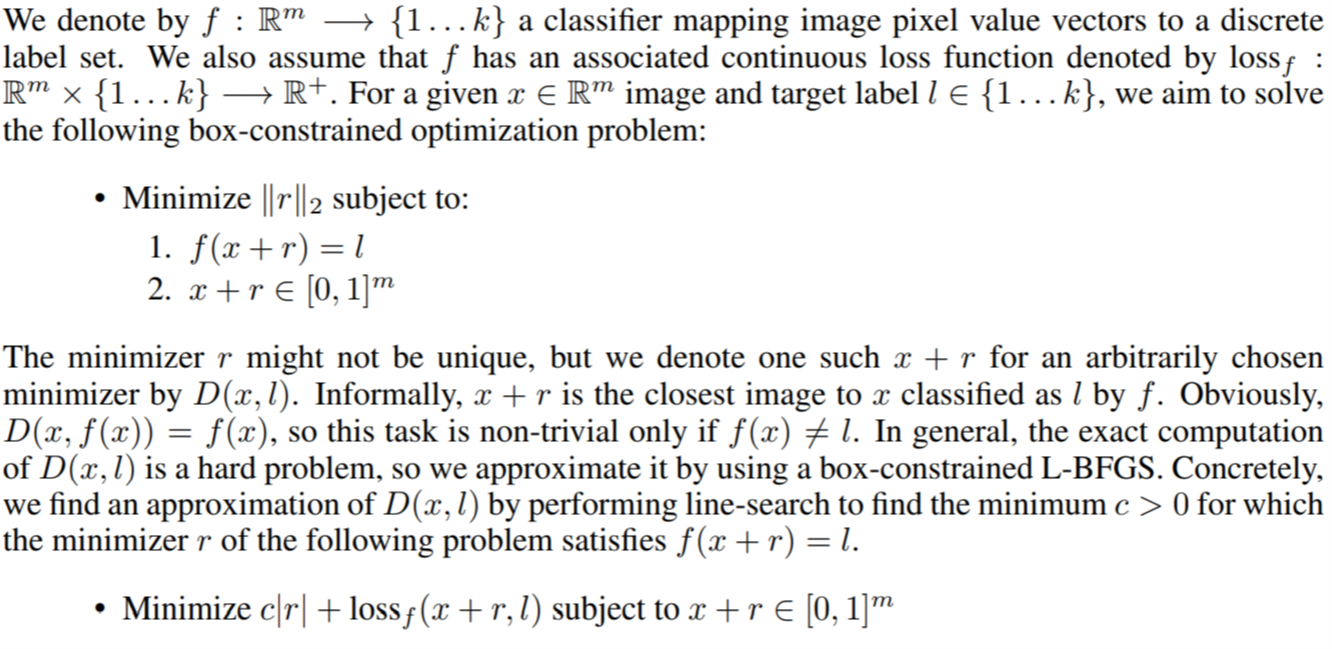 We denote by f : ℝᵐ ⟶ {1 . . . k} a classifier mapping image pixel value vectors to a discrete
label set. We also assume that f has an associated continuous loss function denoted by loss_f :
ℝᵐ × {1 . . . k} ⟶ ℝ⁺. For a given x ∈ ℝᵐ image and target label l ∈ {1 . . . k}, we aim to solve
the following box-constrained optimization problem:
• Minimize ‖r‖₂ subject to:
1. f(x + r) = l
2. x + r ∈ [0, 1]ᵐ
The minimizer r might not be unique, but we denote one such x + r for an arbitrarily chosen
minimizer by D(x, l). Informally, x + r is the closest image to x classified as l by f. Obviously,
D(x, f(x)) = f(x), so this task is non-trivial only if f(x) ≠ l. In general, the exact computation
of D(x, l) is a hard problem, so we approximate it by using a box-constrained L-BFGS. Concretely,
we find an approximation of D(x, l) by performing line-search to find the minimum c > 0 for which
the minimizer r of the following problem satisfies f(x + r) = l.
• Minimize c|r| + loss_f(x + r, l) subject to x + r ∈ [0, 1]ᵐ